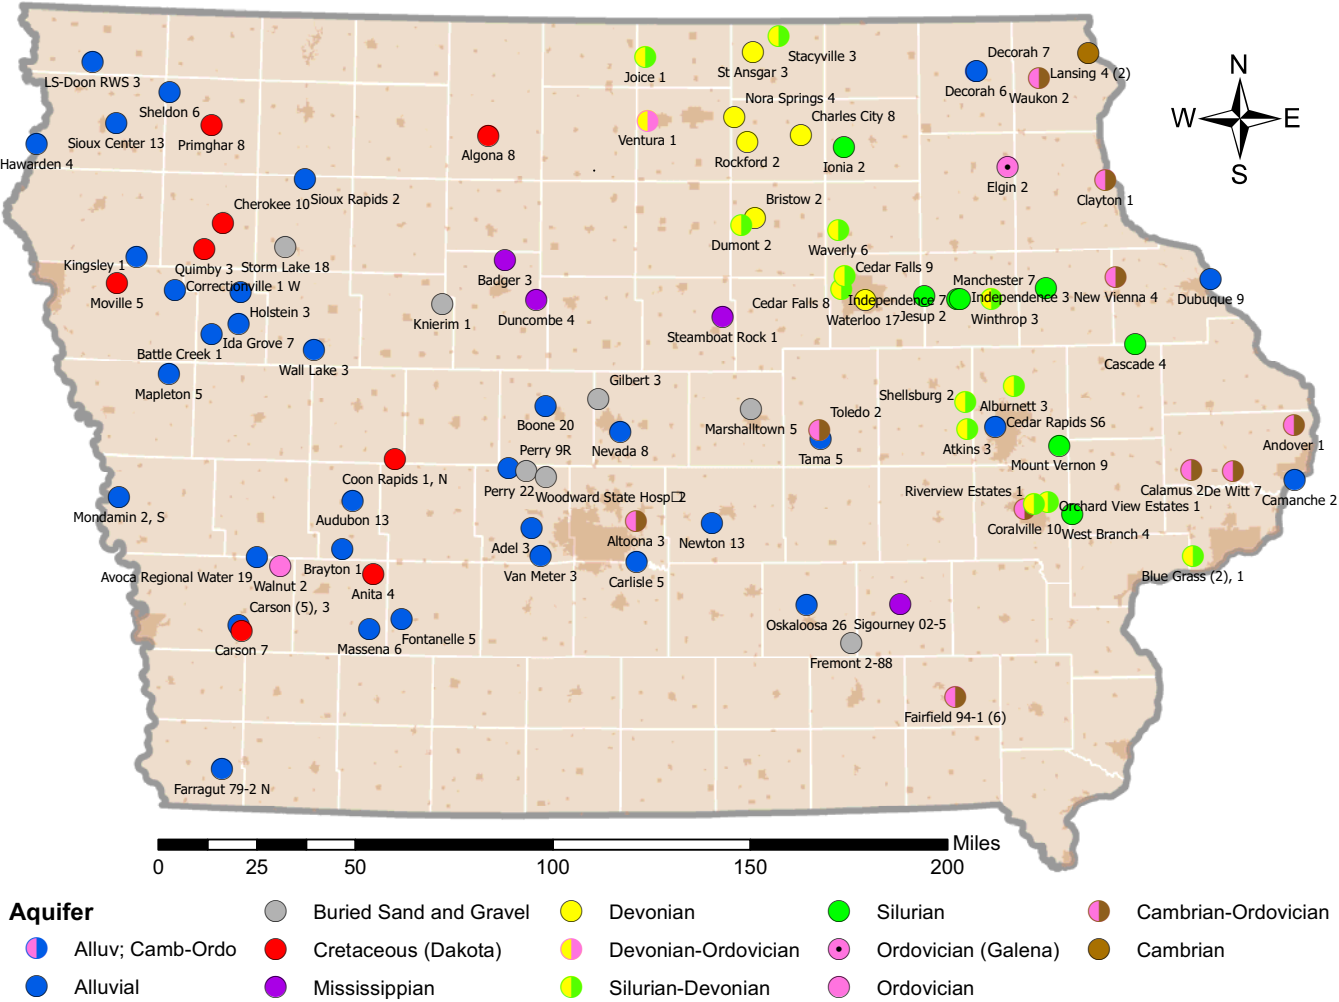 Decorah 7
Stacyville 3
St Ansgar 3
Joice 1
Lansing 4 (2)
LS-Doon RWS 3
Decorah 6
Waukon 2
Sheldon 6
Nora Springs 4
Charles City 8
Sioux Center 13
Primghar 8
Ventura 1
Algona 8
Rockford 2
Ionia 2
Hawarden 4
Elgin 2
Clayton 1
Sioux Rapids 2
Cherokee 10
Bristow 2
Dumont 2
Waverly 6
Kingsley 1
Quimby 3
Storm Lake 18
Cedar Falls 9
Badger 3
Manchester 7
Correctionville 1 W
Moville 5
Cedar Falls 8
Independence 7
Independence 3
New Vienna 4
Dubuque 9
Holstein 3
Knierim 1
Duncombe 4
Waterloo 17
Jesup 2
Winthrop 3
Steamboat Rock 1
Ida Grove 7
Battle Creek 1
Wall Lake 3
Cascade 4
Mapleton 5
Gilbert 3
Shellsburg 2
Alburnett 3
Boone 20
Marshalltown 5
Toledo 2
Cedar Rapids S6
Nevada 8
Perry 9R
Tama 5
Atkins 3
Andover 1
Mount Vernon 9
Coon Rapids 1, N
Perry 22
Woodward State Hosp 2
Riverview Estates 1
Calamus 2
De Witt 7
Camanche 2
Mondamin 2, S
Audubon 13
Orchard View Estates 1
Coralville 10
West Branch 4
Adel 3
Altoona 3
Newton 13
Brayton 1
Van Meter 3
Carlisle 5
Avoca Regional Water 19
Walnut 2
Anita 4
Blue Grass (2), 1
Carson (5), 3
Carson 7
Massena 6
Fontanelle 5
Oskaloosa 26
Sigourney 02-5
Fremont 2-88
Fairfield 94-1 (6)
Farragut 79-2 N
N
W
E
S
0
25
50
100
150
200
Miles
Aquifer
Alluv; Camb-Ordo
Alluvial
Buried Sand and Gravel
Cretaceous (Dakota)
Mississippian
Devonian
Devonian-Ordovician
Silurian-Devonian
Silurian
Ordovician (Galena)
Ordovician
Cambrian-Ordovician
Cambrian